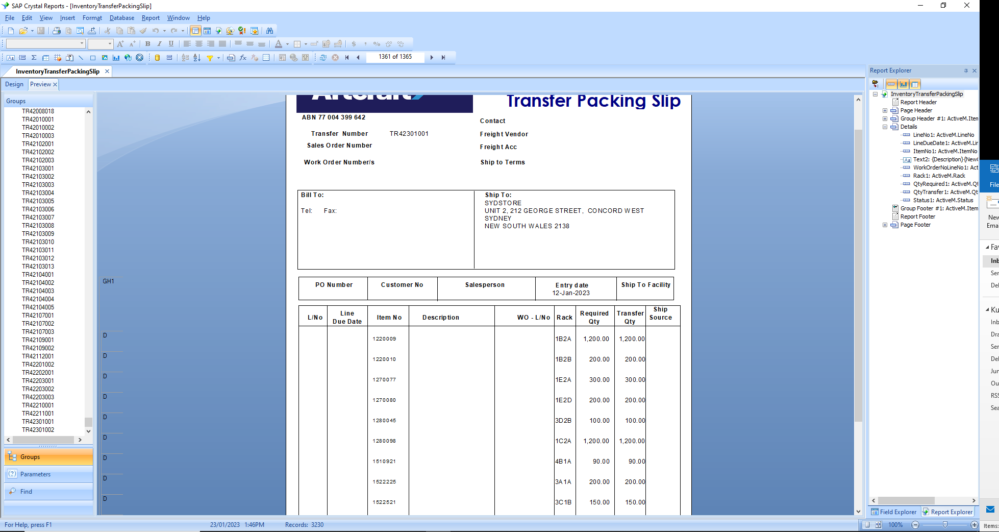 SAP Crystal Reports - [InventoryTransferPackingSlip]
File Edit View Insert Format Database Report Window Help
1361 of 1365
InventoryTransferPackingSlip
Design Preview
Groups
TR42008018
TR42010001
TR42010002
TR42010003
TR42102001
TR42102002
TR42102003
TR42103001
TR42103002
TR42103003
TR42103004
TR42103005
TR42103006
TR42103007
TR42103008
TR42103009
TR42103010
TR42103011
TR42103012
TR42103013
TR42104001
TR42104002
TR42104003
TR42104004
TR42104005
TR42107001
TR42107002
TR42107003
TR42109001
TR42109002
TR42112001
TR42201002
TR42202001
TR42203001
TR42203002
TR42203003
TR42210001
TR42211001
TR42301001
TR42301002
Groups
Parameters
Find
GH1
D
D
D
D
D
D
D
D
D
Transfer Packing Slip
ABN 77 004 399 642
Contact
Transfer Number TR42301001
Freight Vendor
Sales Order Number
Freight Acc
Work Order Number/s
Ship to Terms
Bill To:
Tel: Fax:
Ship To:
SYDSTORE
UNIT 2, 212 GEORGE STREET, CONCORD WEST
SYDNEY
NEW SOUTH WALES 2138
PO Number Customer No Salesperson Entry date Ship To Facility
12-Jan-2023
L/No Line Due Date Item No Description WO - L/No Rack Required Qty Transfer Qty Ship Source
1220009 1B2A 1,200.00 1,200.00
1220010 1B2B 200.00 200.00
1270077 1E2A 300.00 300.00
1270080 1E2D 200.00 200.00
1280045 3D2B 100.00 100.00
1280098 1C2A 1,200.00 1,200.00
1510921 4B1A 90.00 90.00
1522225 3A1A 200.00 200.00
1522521 3C1B 150.00 150.00
Report Explorer
InventoryTransferPackingSlip
Report Header
Page Header
Group Header #1: ActiveM.Item
Details
LineNo1: ActiveM.LineNo
LineDueDate1: ActiveM.Lir
ItemNo1: ActiveM.ItemNo
Text2: {Description}{New
WorkOrderNoLineNo1: Act
Rack1: ActiveM.Rack
QtyRequired1: ActiveM.Qt
QtyTransfer1: ActiveM.Qt
Status1: ActiveM.Status
Group Footer #1: ActiveM.Item
Report Footer
Page Footer
Field Explorer Report Explorer
File
New
Ema
Fav
Inb
Ser
Del
Ku
Inb
Dra
Ser
Del
Jun
Ou
RSS
Sea
Items:
For Help, press F1 23/01/2023 1:46PM Records: 3230 100%